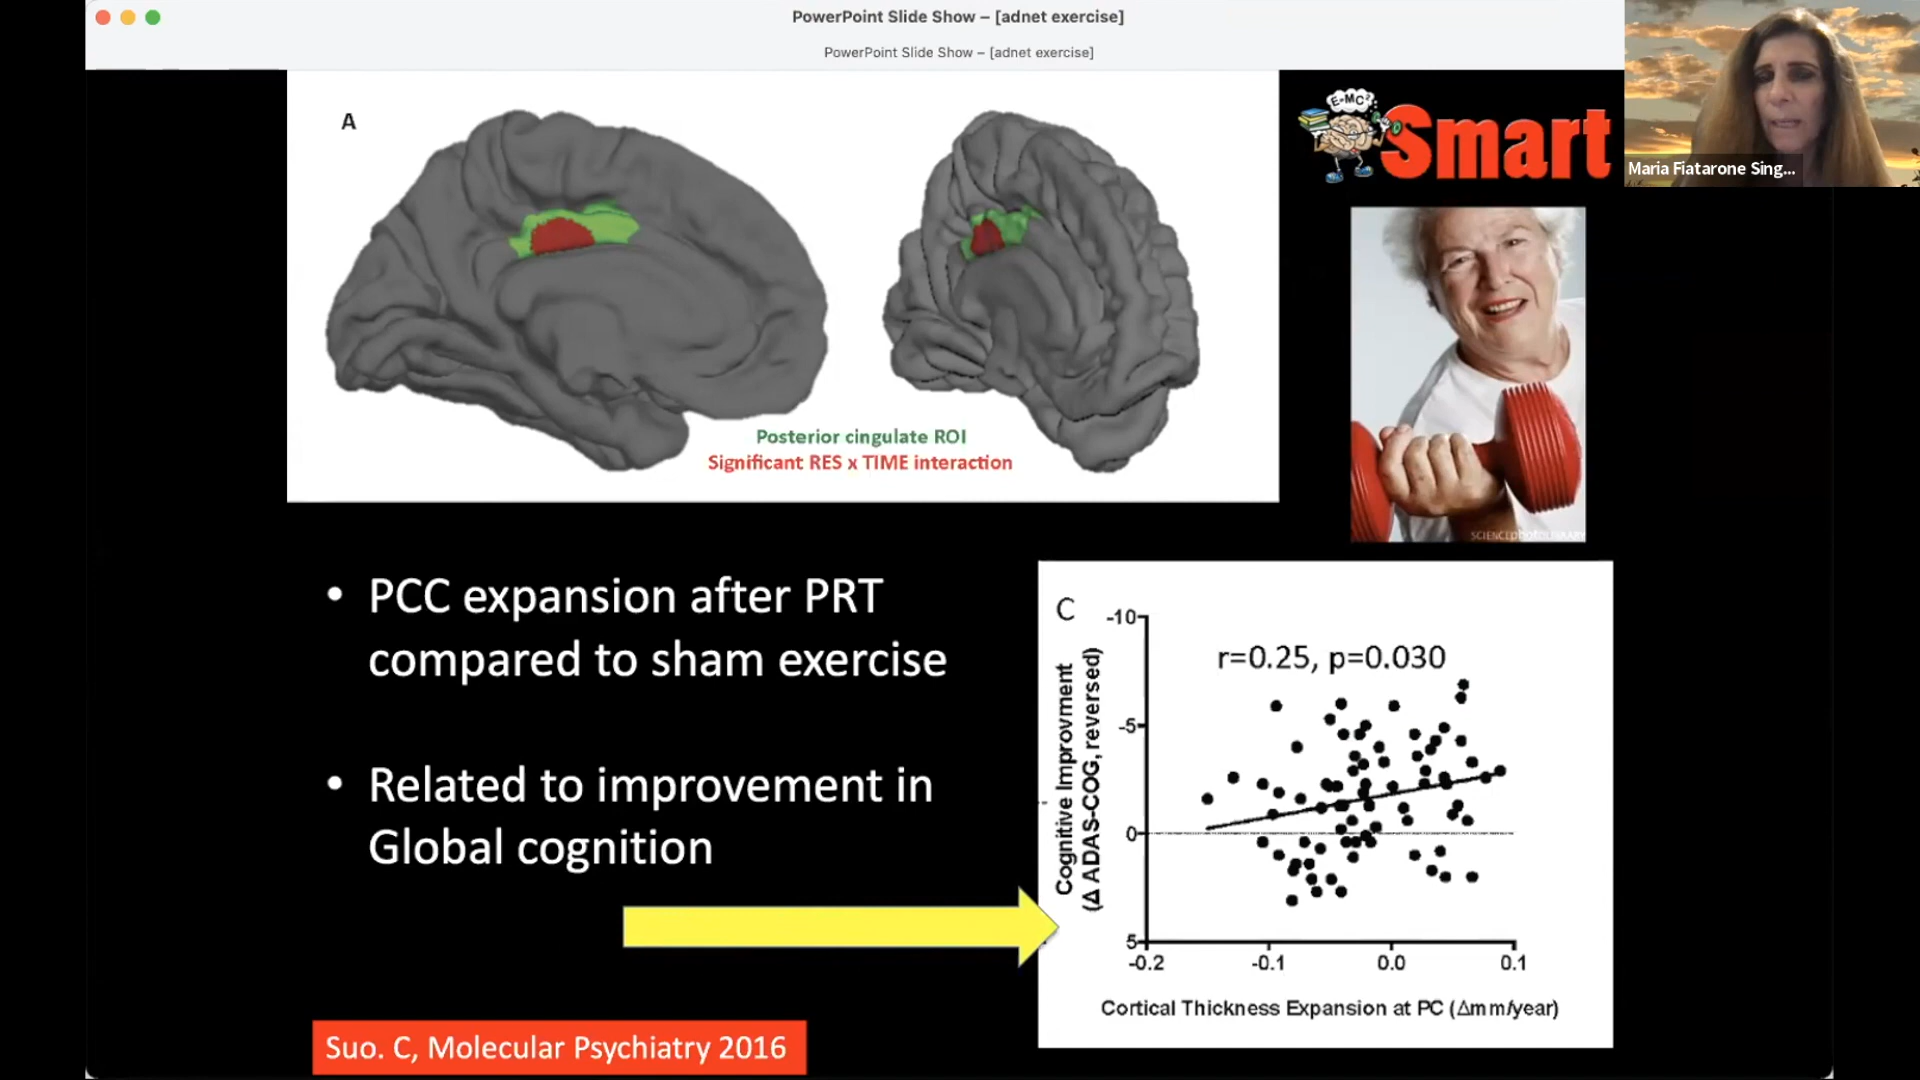 PowerPoint Slide Show – [adnet exercise]
PowerPoint Slide Show – [adnet exercise]
A
E=MC²
Smart
Maria Fiatarone Sing...
Posterior cingulate ROI
Significant RES x TIME interaction
SCIENCEPHOTOLIBRARY
• PCC expansion after PRT
compared to sham exercise
• Related to improvement in
Global cognition
C
r=0.25, p=0.030
Cognitive Improvment
(Δ ADAS-COG, reversed)
-10
-5
0
5
-0.2 -0.1 0.0 0.1
Cortical Thickness Expansion at PC (Δmm/year)
Suo. C, Molecular Psychiatry 2016